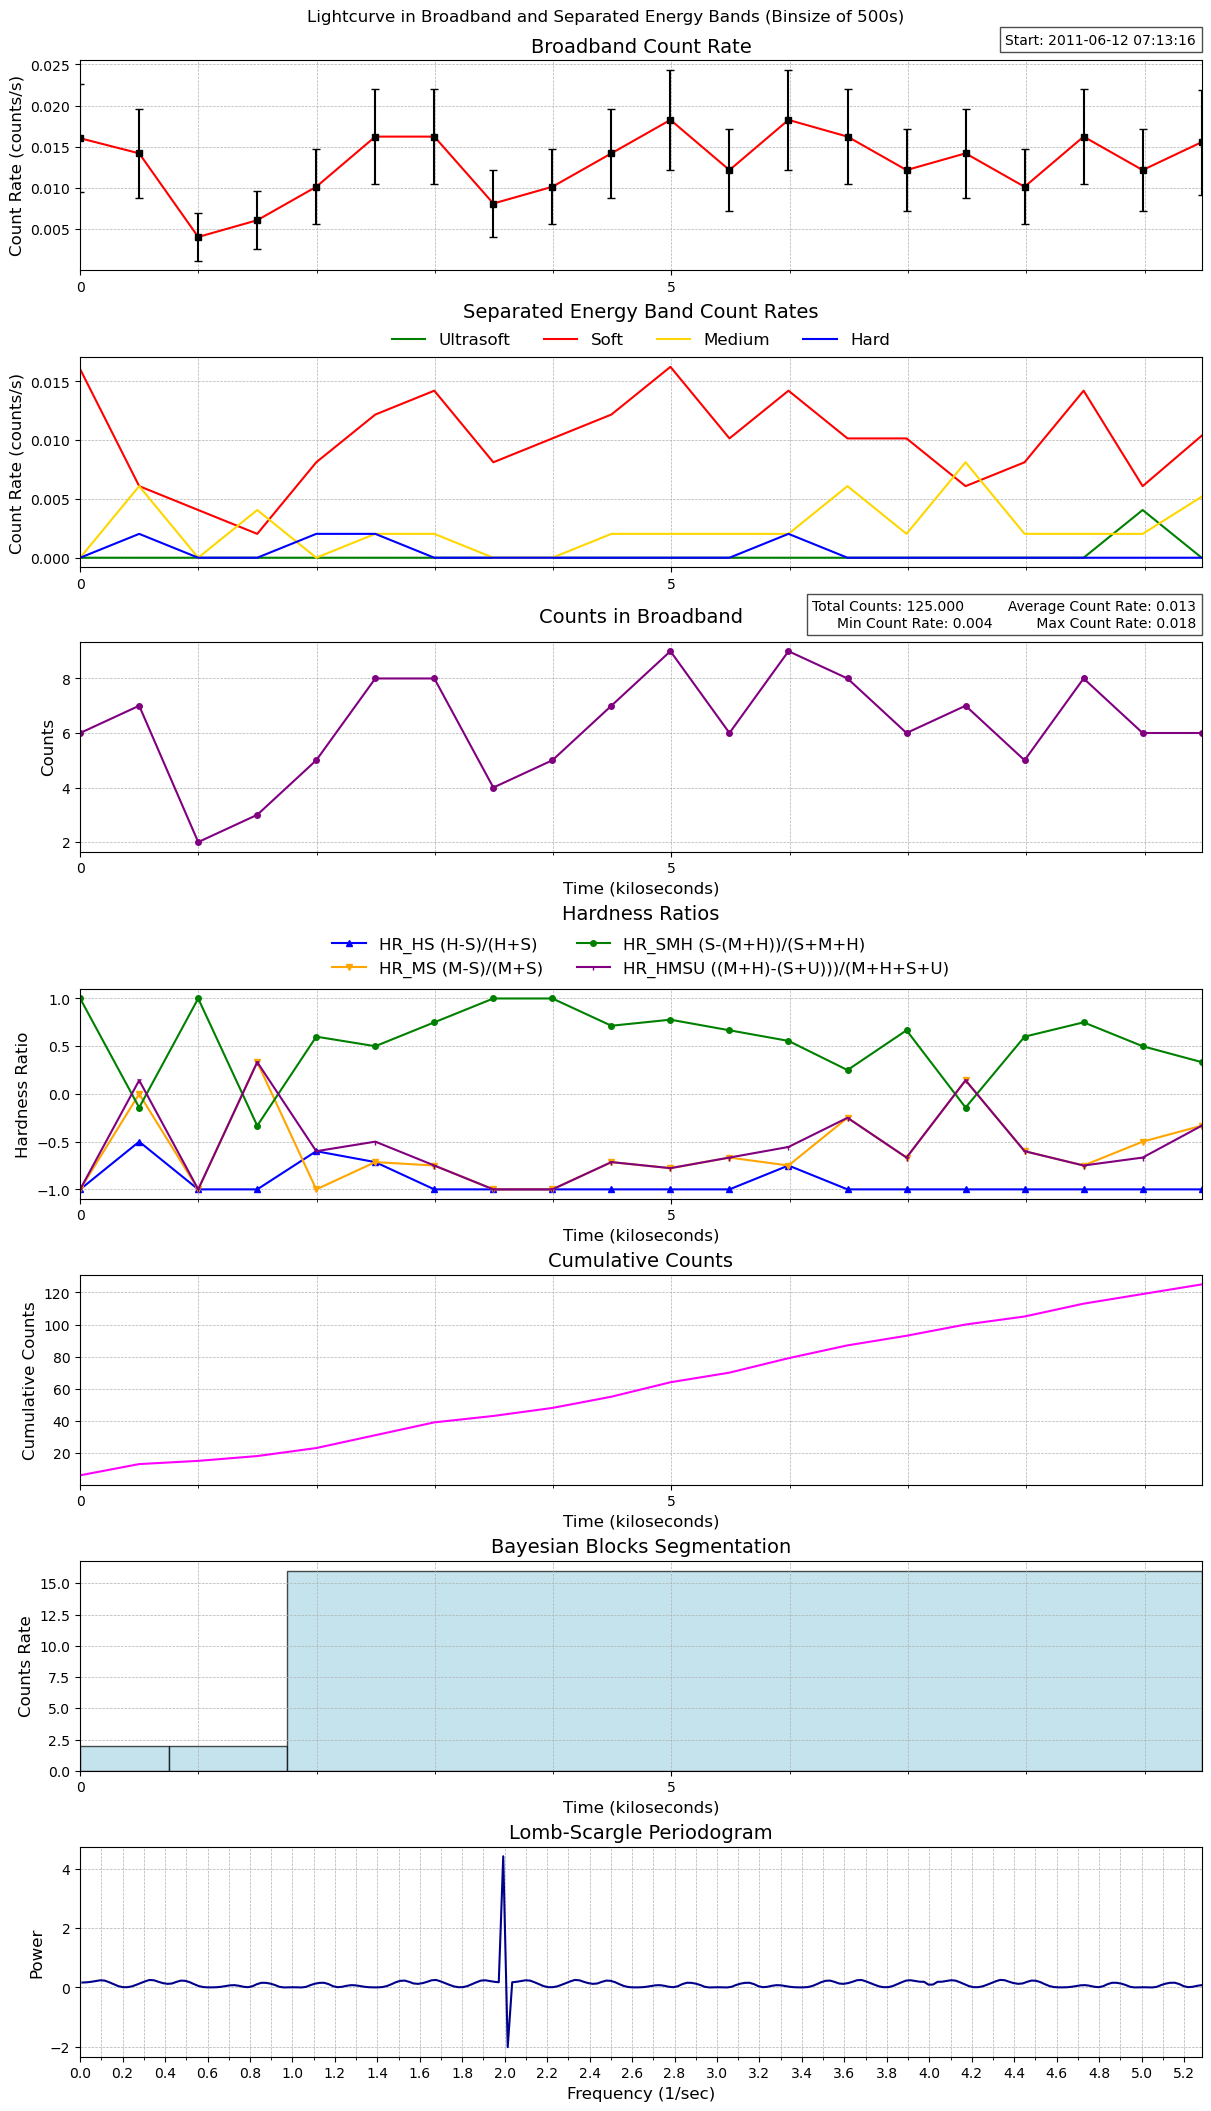 Lightcurve in Broadband and Separated Energy Bands (Binsize of 500s)
Start: 2011-06-12 07:13:16
Broadband Count Rate
Count Rate (counts/s)
0.025
0.020
0.015
0.010
0.005
0 5
Separated Energy Band Count Rates
Ultrasoft Soft Medium Hard
Count Rate (counts/s)
0.015
0.010
0.005
0.000
0 5
Counts in Broadband
Total Counts: 125.000 Average Count Rate: 0.013
Min Count Rate: 0.004 Max Count Rate: 0.018
Counts
8
6
4
2
0 5
Time (kiloseconds)
Hardness Ratios
HR_HS (H-S)/(H+S) HR_SMH (S-(M+H))/(S+M+H)
HR_MS (M-S)/(M+S) HR_HMSU ((M+H)-(S+U)))/(M+H+S+U)
Hardness Ratio
1.0
0.5
0.0
−0.5
−1.0
0 5
Time (kiloseconds)
Cumulative Counts
Cumulative Counts
120
100
80
60
40
20
0 5
Time (kiloseconds)
Bayesian Blocks Segmentation
Counts Rate
15.0
12.5
10.0
7.5
5.0
2.5
0.0
0 5
Time (kiloseconds)
Lomb-Scargle Periodogram
Power
4
2
0
−2
0.0 0.2 0.4 0.6 0.8 1.0 1.2 1.4 1.6 1.8 2.0 2.2 2.4 2.6 2.8 3.0 3.2 3.4 3.6 3.8 4.0 4.2 4.4 4.6 4.8 5.0 5.2
Frequency (1/sec)